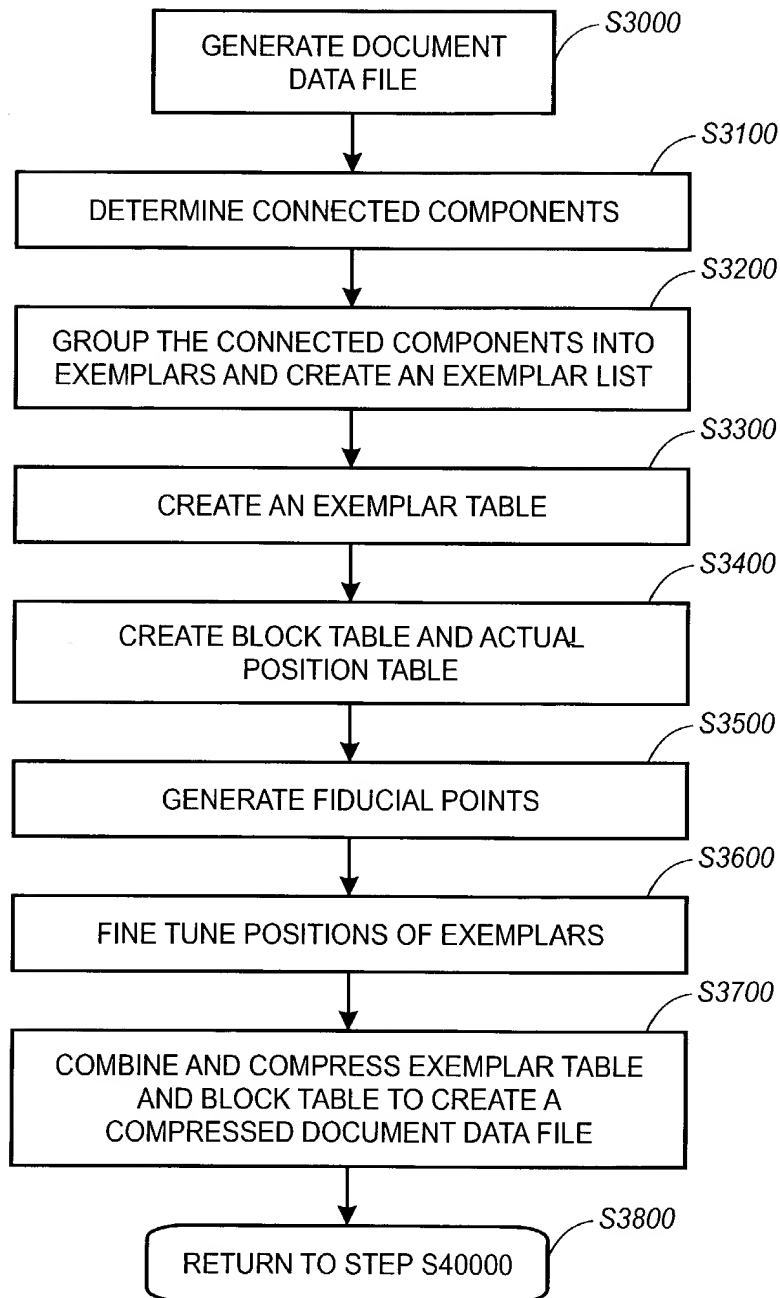 S3000
GENERATE DOCUMENT
DATA FILE
S3100
DETERMINE CONNECTED COMPONENTS
S3200
GROUP THE CONNECTED COMPONENTS INTO
EXEMPLARS AND CREATE AN EXEMPLAR LIST
S3300
CREATE AN EXEMPLAR TABLE
S3400
CREATE BLOCK TABLE AND ACTUAL
POSITION TABLE
S3500
GENERATE FIDUCIAL POINTS
S3600
FINE TUNE POSITIONS OF EXEMPLARS
S3700
COMBINE AND COMPRESS EXEMPLAR TABLE
AND BLOCK TABLE TO CREATE A
COMPRESSED DOCUMENT DATA FILE
S3800
RETURN TO STEP S40000